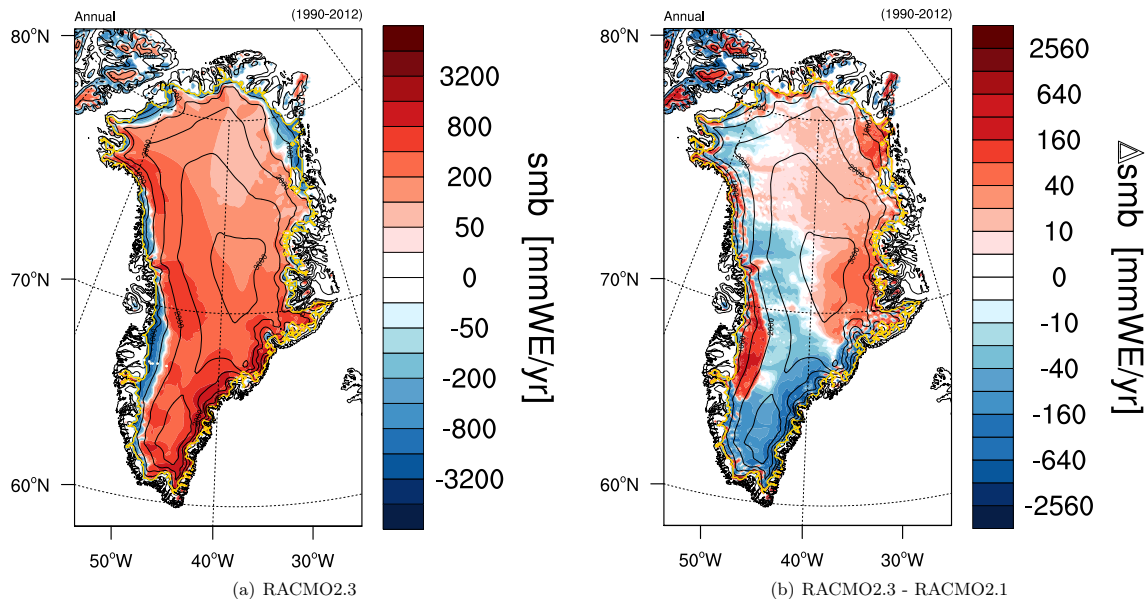 Annual (1990-2012)
80°N
70°N
60°N
50°W 40°W 30°W
3200
800
200
50
0
-50
-200
-800
-3200
smb [mmWE/yr]
(a) RACMO2.3
Annual (1990-2012)
80°N
70°N
60°N
50°W 40°W 30°W
2560
640
160
40
10
0
-10
-40
-160
-640
-2560
△smb [mmWE/yr]
(b) RACMO2.3 - RACMO2.1